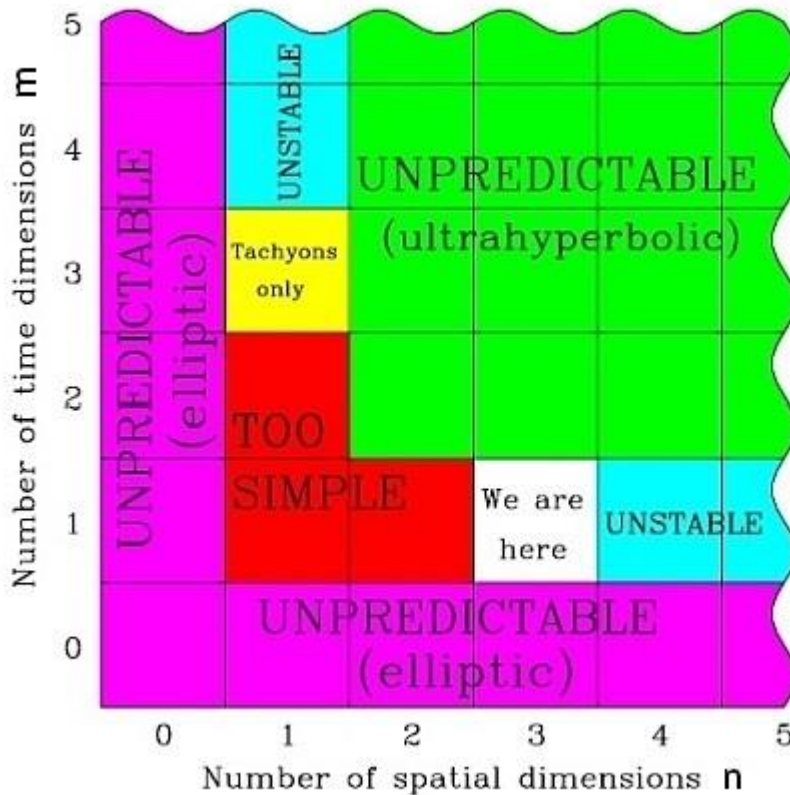 5
4
3
2
1
0
Number of time dimensions m
UNPREDICTABLE
(elliptic)
UNSTABLE
UNPREDICTABLE
(ultrahyperbolic)
Tachyons
only
TOO
SIMPLE
We are
here
UNSTABLE
UNPREDICTABLE
(elliptic)
0 1 2 3 4 5
Number of spatial dimensions n